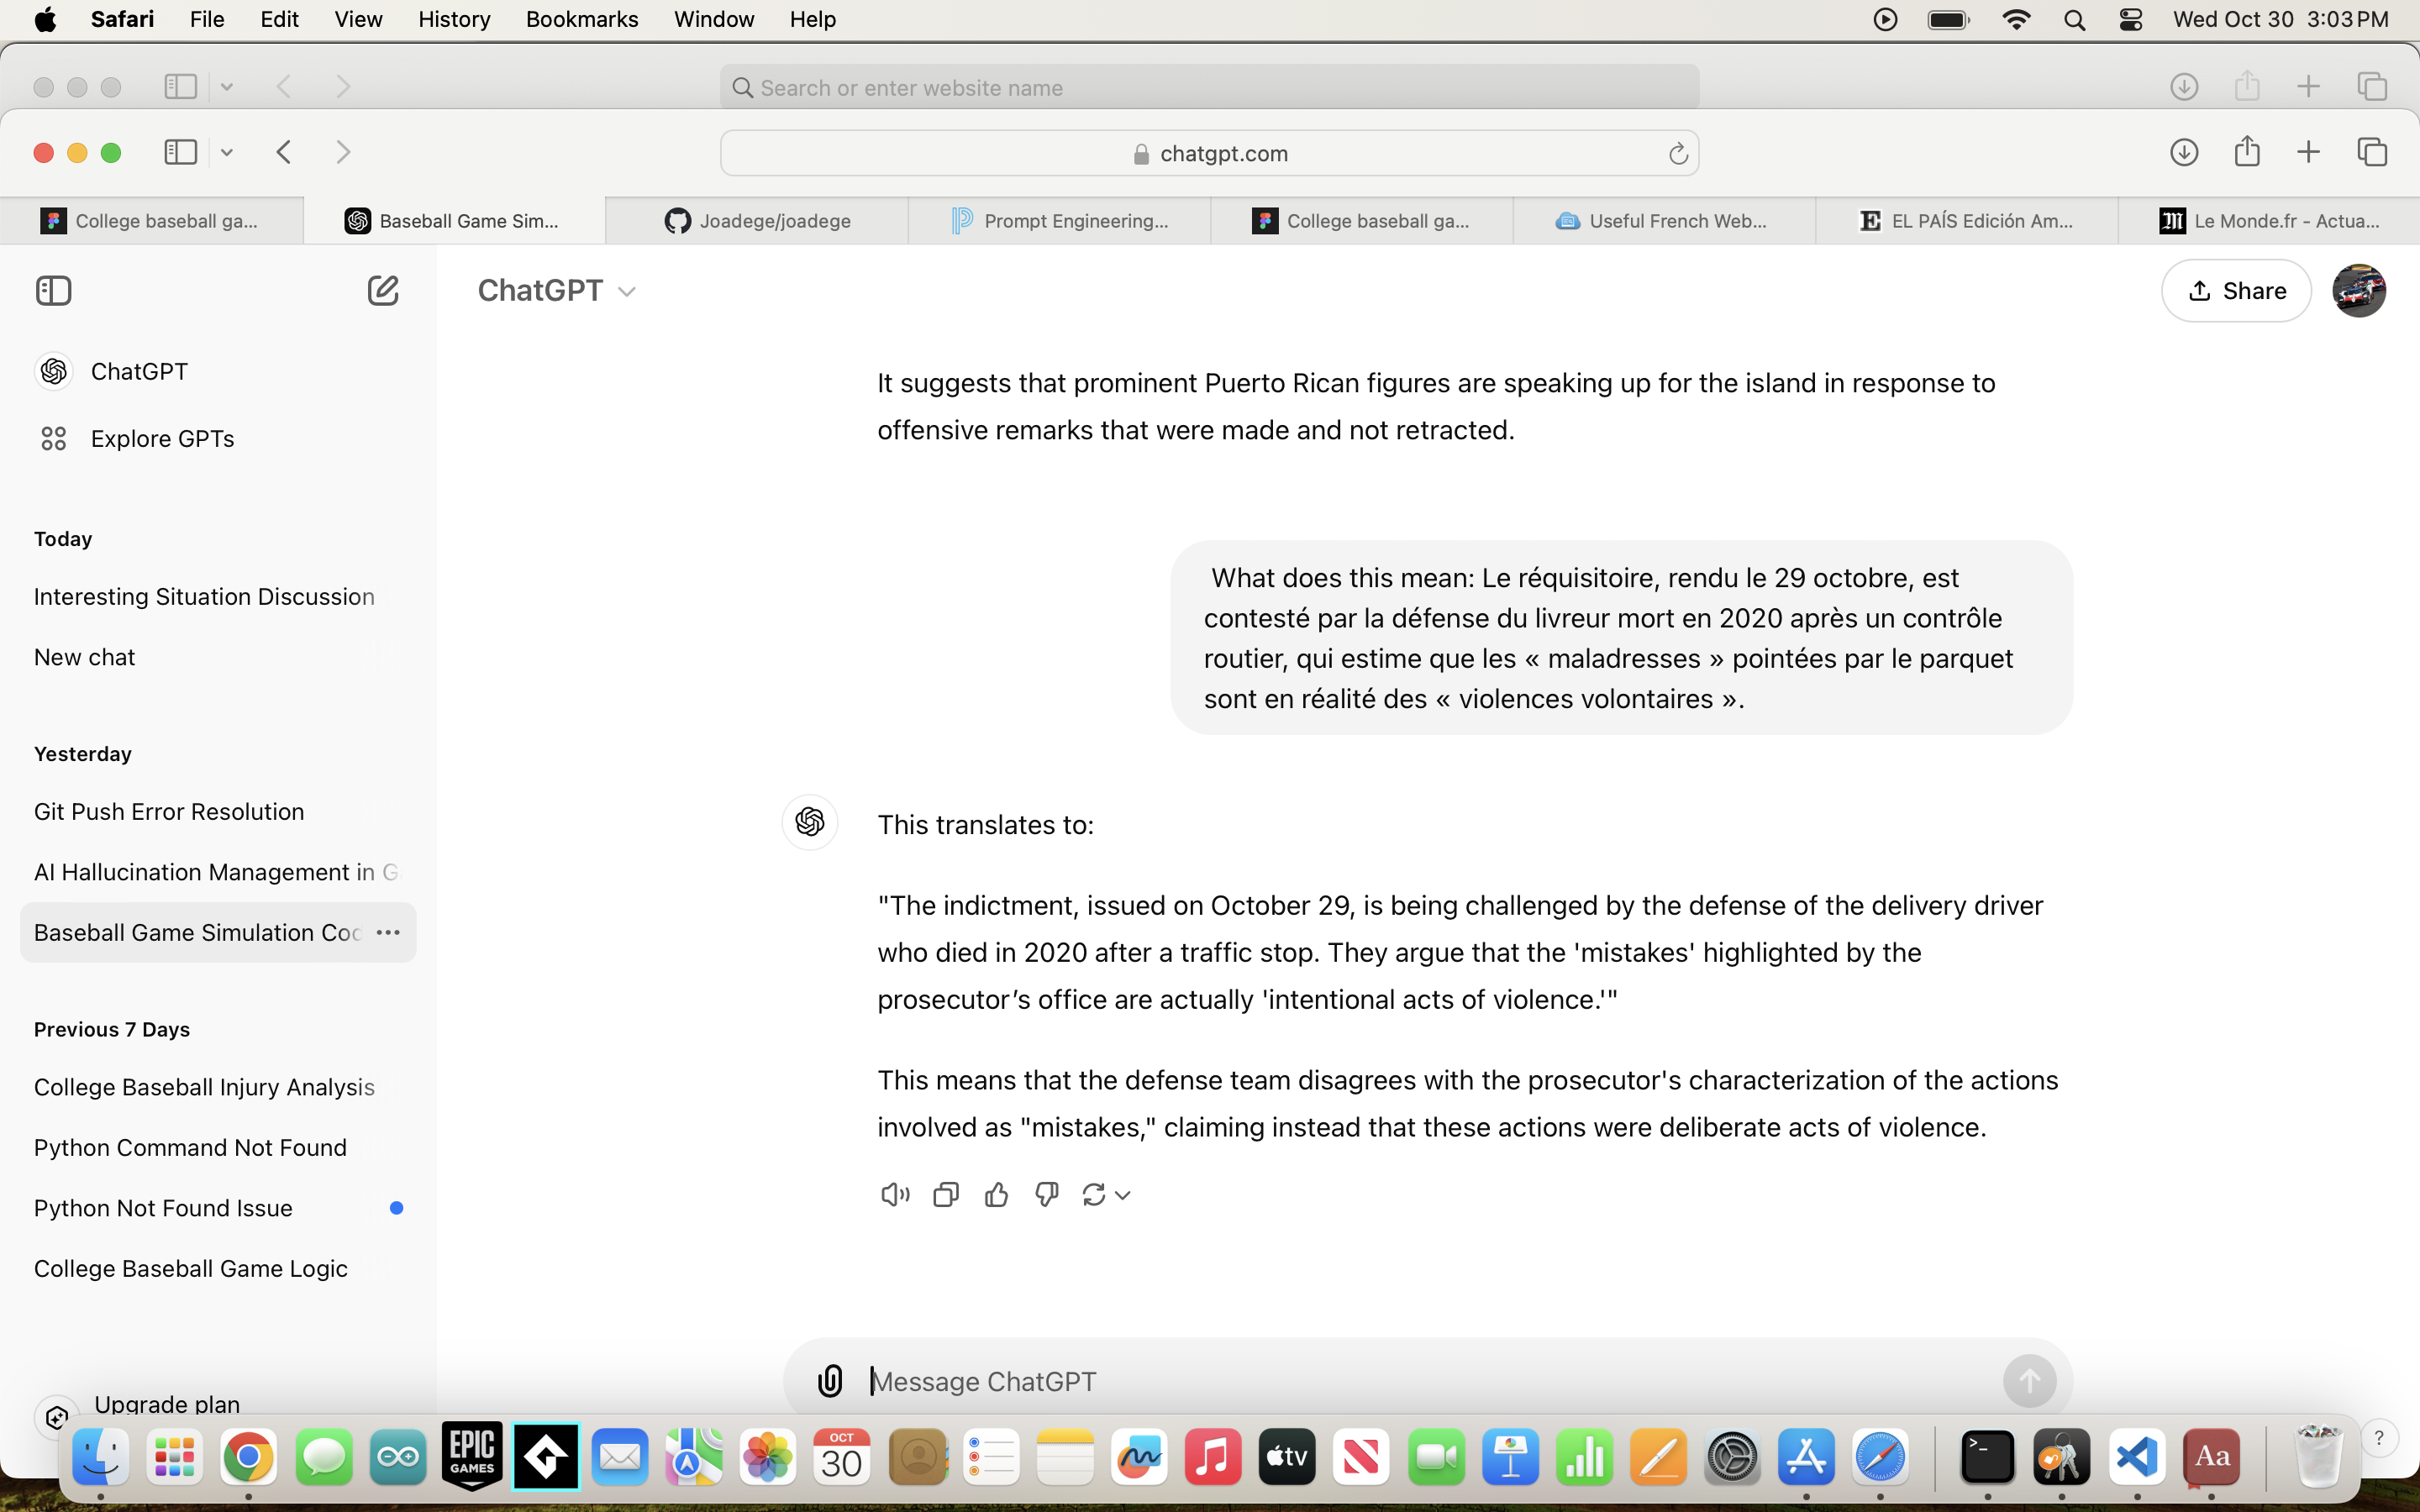 Safari File Edit View History Bookmarks Window Help Wed Oct 30 3:03 PM
Search or enter website name
chatgpt.com
College baseball ga... Baseball Game Sim... Joadege/joadege Prompt Engineering... College baseball ga... Useful French Web... EL PAÍS Edición Am... Le Monde.fr - Actua...
ChatGPT
Share
ChatGPT
Explore GPTs
Today
Interesting Situation Discussion
New chat
Yesterday
Git Push Error Resolution
AI Hallucination Management in G
Baseball Game Simulation Coc
Previous 7 Days
College Baseball Injury Analysis
Python Command Not Found
Python Not Found Issue
College Baseball Game Logic
Upgrade plan
It suggests that prominent Puerto Rican figures are speaking up for the island in response to
offensive remarks that were made and not retracted.
What does this mean: Le réquisitoire, rendu le 29 octobre, est
contesté par la défense du livreur mort en 2020 après un contrôle
routier, qui estime que les « maladresses » pointées par le parquet
sont en réalité des « violences volontaires ».
This translates to:
"The indictment, issued on October 29, is being challenged by the defense of the delivery driver
who died in 2020 after a traffic stop. They argue that the 'mistakes' highlighted by the
prosecutor’s office are actually 'intentional acts of violence.'"
This means that the defense team disagrees with the prosecutor's characterization of the actions
involved as "mistakes," claiming instead that these actions were deliberate acts of violence.
Message ChatGPT
?
EPIC
GAMES
OCT
30
tv
>_
Aa